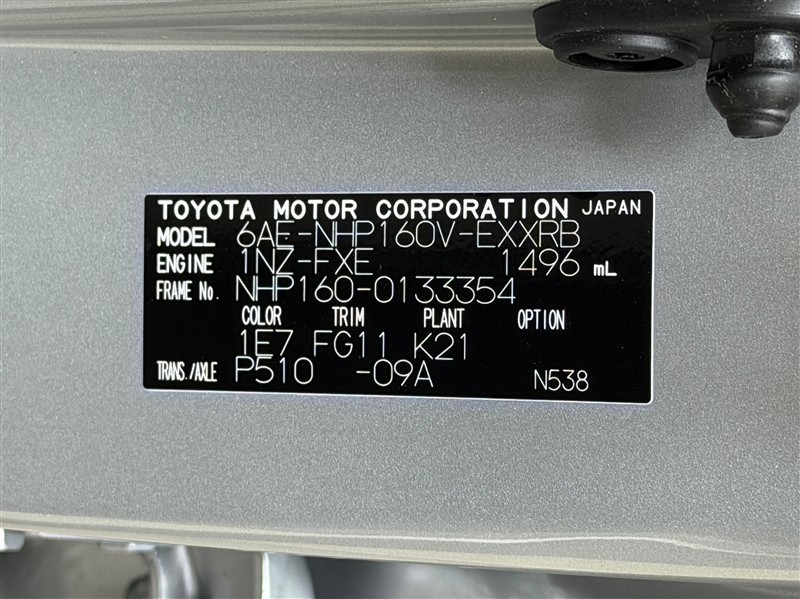 TOYOTA MOTOR CORPORATION JAPAN
MODEL 6AE-NHP160V-EXXRB
ENGINE 1NZ-FXE 1496 mL
FRAME No. NHP160-0133354
COLOR TRIM PLANT OPTION
1E7 FG11 K21
TRANS./AXLE P510 -09A N538